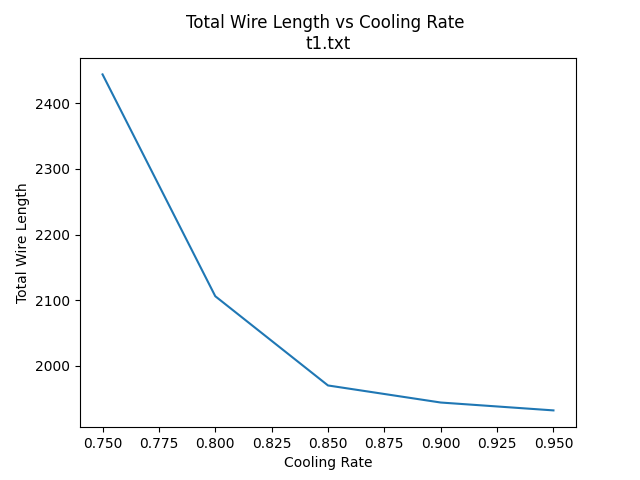 Total Wire Length vs Cooling Rate
t1.txt
2400
2300
2200
2100
2000
Total Wire Length
0.750 0.775 0.800 0.825 0.850 0.875 0.900 0.925 0.950
Cooling Rate